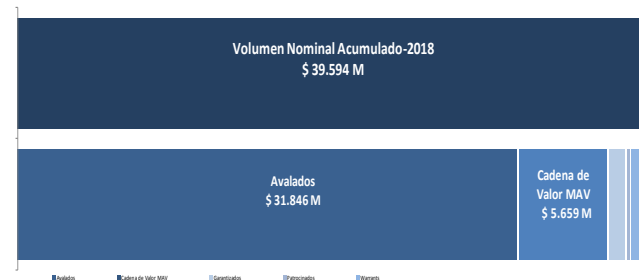 Volumen Nominal Acumulado-2018
$ 39.594 M
Avalados
$ 31.846 M
Cadena de
Valor MAV
$ 5.659 M
Avalados Cadena de Valor MAV Garantizados Patrocinados Warrants